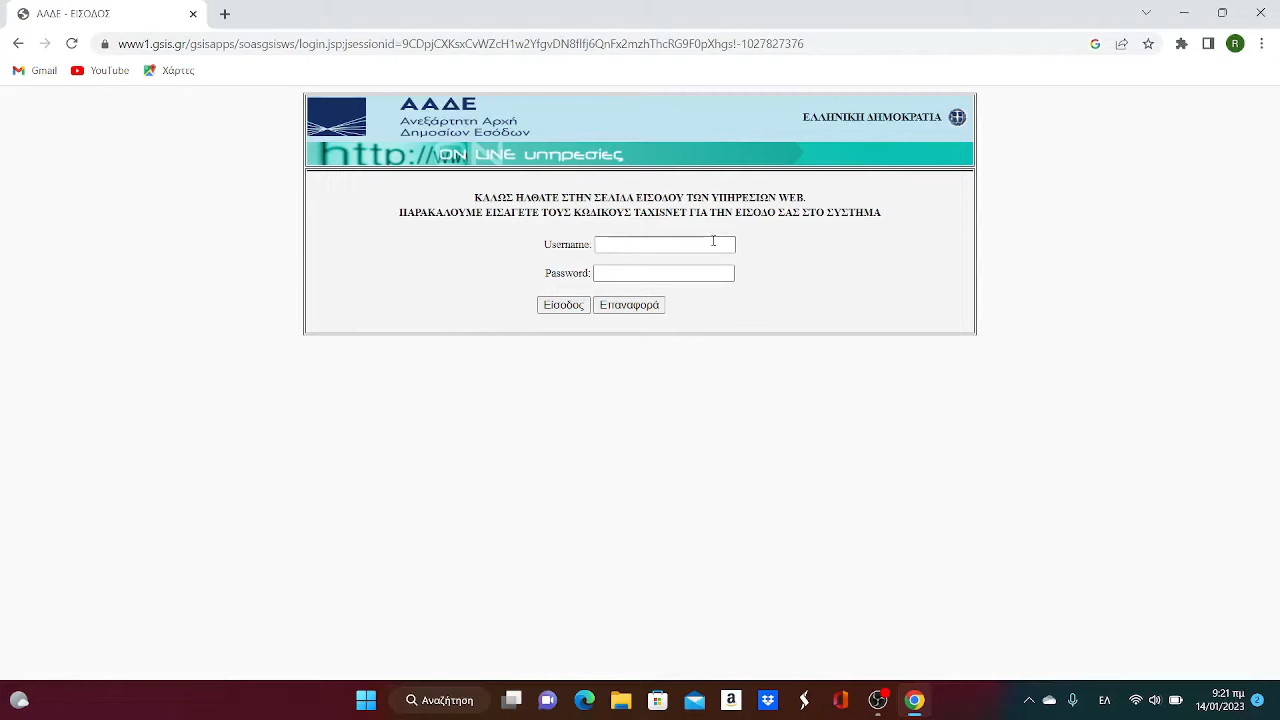 ΑΑΔΕ - ΕΙΣΟΔΟΣ
www1.gsis.gr/gsisapps/soasgsisws/login.jsp;jsessionid=9CDpjCXKsxCvWZcH1w2YfgvDN8flfj6QnFx2mzhThcRG9F0pXhgs!-1027827376
R
Gmail
YouTube
Χάρτες
ΑΑΔΕ
Ανεξάρτητη Αρχή
Δημοσίων Εσόδων
ΕΛΛΗΝΙΚΗ ΔΗΜΟΚΡΑΤΙΑ
ON LINE υπηρεσίες
ΚΑΛΩΣ ΗΛΘΑΤΕ ΣΤΗΝ ΣΕΛΙΔΑ ΕΙΣΟΔΟΥ ΤΩΝ ΥΠΗΡΕΣΙΩΝ WEB.
ΠΑΡΑΚΑΛΟΥΜΕ ΕΙΣΑΓΕΤΕ ΤΟΥΣ ΚΩΔΙΚΟΥΣ TAXISNET ΓΙΑ ΤΗΝ ΕΙΣΟΔΟ ΣΑΣ ΣΤΟ ΣΥΣΤΗΜΑ
Username:
Password:
Είσοδος Επαναφορά
Αναζήτηση
ΕΛ
9:21 πμ
14/01/2023
2